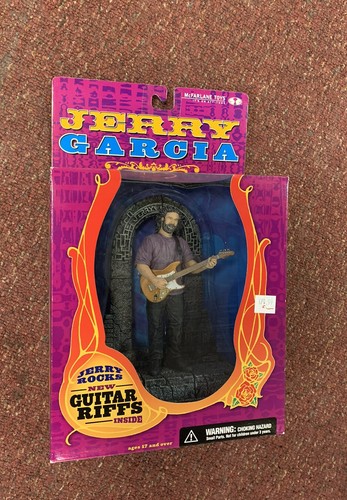 McFARLANE TOYS
JERRY
GARCIA
JERRY
ROCKS
NEW
GUITAR
RIFFS
INSIDE
ages 17 and over
WARNING: CHOKING HAZARD
Small Parts. Not for children under 3 years.